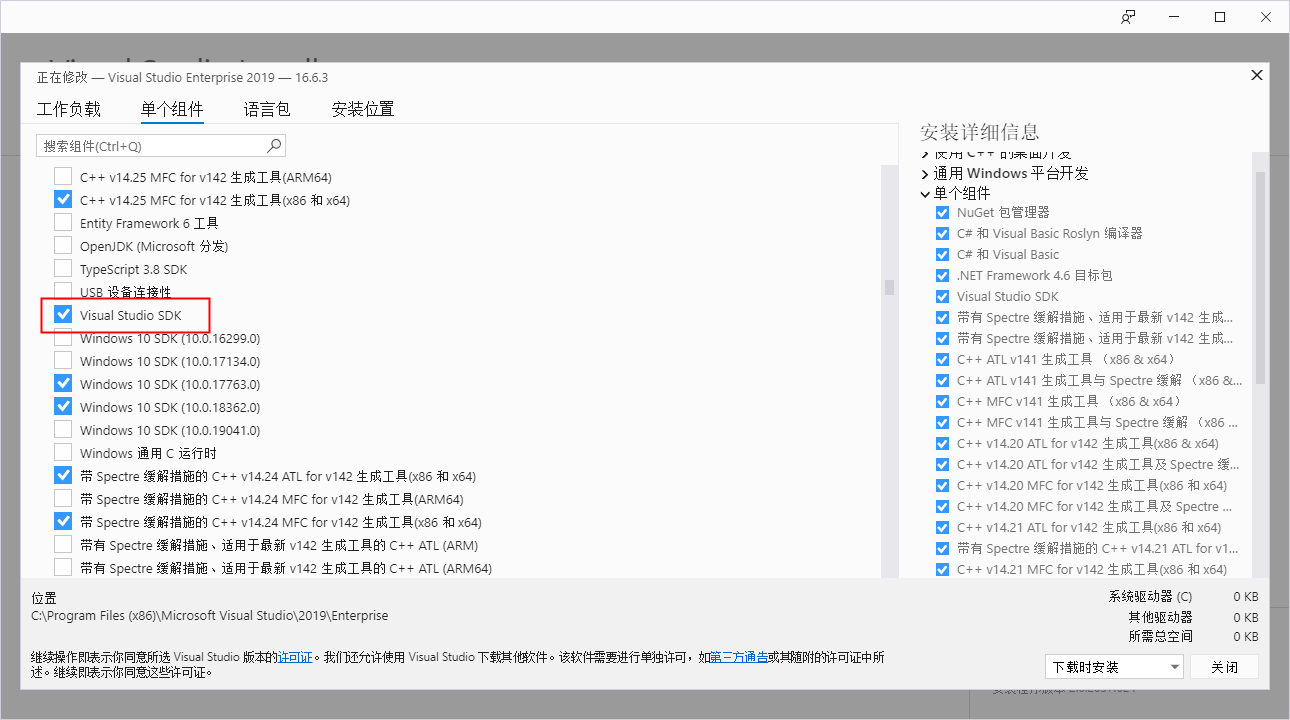 正在修改 — Visual Studio Enterprise 2019 — 16.6.3
工作负载 单个组件 语言包 安装位置
搜索组件(Ctrl+Q)
C++ v14.25 MFC for v142 生成工具(ARM64)
C++ v14.25 MFC for v142 生成工具(x86 和 x64)
Entity Framework 6 工具
OpenJDK (Microsoft 分发)
TypeScript 3.8 SDK
USB 设备连接性
Visual Studio SDK
Windows 10 SDK (10.0.16299.0)
Windows 10 SDK (10.0.17134.0)
Windows 10 SDK (10.0.17763.0)
Windows 10 SDK (10.0.18362.0)
Windows 10 SDK (10.0.19041.0)
Windows 通用 C 运行时
带 Spectre 缓解措施的 C++ v14.24 ATL for v142 生成工具(x86 和 x64)
带 Spectre 缓解措施的 C++ v14.24 MFC for v142 生成工具(ARM64)
带 Spectre 缓解措施的 C++ v14.24 MFC for v142 生成工具(x86 和 x64)
带有 Spectre 缓解措施、适用于最新 v142 生成工具的 C++ ATL (ARM)
带有 Spectre 缓解措施、适用于最新 v142 生成工具的 C++ ATL (ARM64)
安装详细信息
使用 C++ 的桌面开发
通用 Windows 平台开发
单个组件
NuGet 包管理器
C# 和 Visual Basic Roslyn 编译器
C# 和 Visual Basic
.NET Framework 4.6 目标包
Visual Studio SDK
带有 Spectre 缓解措施、适用于最新 v142 生成...
带有 Spectre 缓解措施、适用于最新 v142 生成...
C++ ATL v141 生成工具 （x86 & x64）
C++ ATL v141 生成工具与 Spectre 缓解 （x86 &...
C++ MFC v141 生成工具 （x86 & x64）
C++ MFC v141 生成工具与 Spectre 缓解 （x86 ...
C++ v14.20 ATL for v142 生成工具(x86 & x64)
C++ v14.20 ATL for v142 生成工具及 Spectre 缓...
C++ v14.20 MFC for v142 生成工具(x86 和 x64)
C++ v14.20 MFC for v142 生成工具及 Spectre ...
C++ v14.21 ATL for v142 生成工具(x86 和 x64)
带有 Spectre 缓解措施的 C++ v14.21 ATL for v1...
C++ v14.21 MFC for v142 生成工具(x86 和 x64)
位置
C:\Program Files (x86)\Microsoft Visual Studio\2019\Enterprise
系统驱动器 (C) 0 KB
其他驱动器 0 KB
所需总空间 0 KB
继续操作即表示你同意所选 Visual Studio 版本的许可证。我们还允许使用 Visual Studio 下载其他软件。该软件需要进行单独许可，如第三方通告或其随附的许可证中所
述。继续即表示你同意这些许可证。
下载时安装 关闭